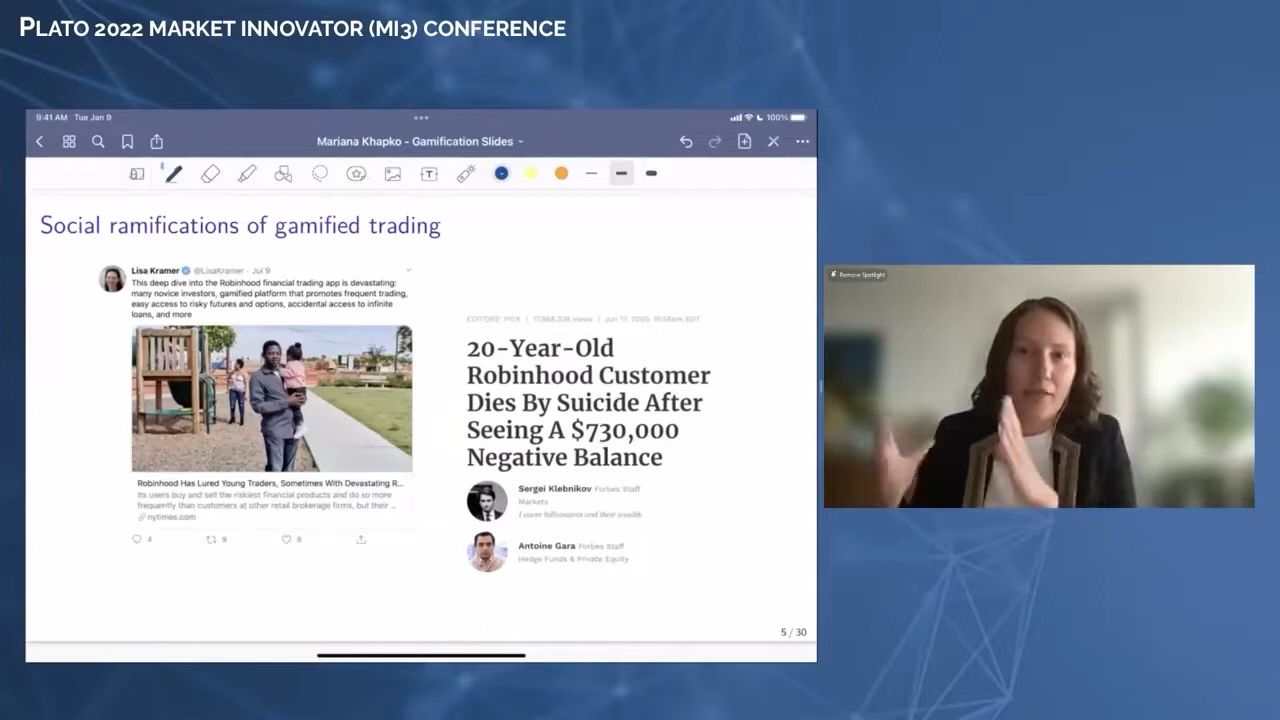 PLATO 2022 MARKET INNOVATOR (MI3) CONFERENCE
9:41 AM Tue Jan 9
100%
Mariana Khapko - Gamification Slides
T
Social ramifications of gamified trading
Lisa Kramer @LisaKramer · Jul 9
This deep dive into the Robinhood financial trading app is devastating:
many novice investors, gamified platform that promotes frequent trading,
easy access to risky futures and options, accidental access to infinite
loans, and more
Robinhood Has Lured Young Traders, Sometimes With Devastating R...
Its users buy and sell the riskiest financial products and do so more
frequently than customers at other retail brokerage firms, but their ...
nytimes.com
4 9 8
EDITORS' PICK | views | Jun 17, 2020, EDT
20-Year-Old
Robinhood Customer
Dies By Suicide After
Seeing A $730,000
Negative Balance
Sergei Klebnikov Forbes Staff
Markets
I cover billionaires and their wealth.
Antoine Gara Forbes Staff
Hedge Funds & Private Equity
5 / 30
Remove Spotlight